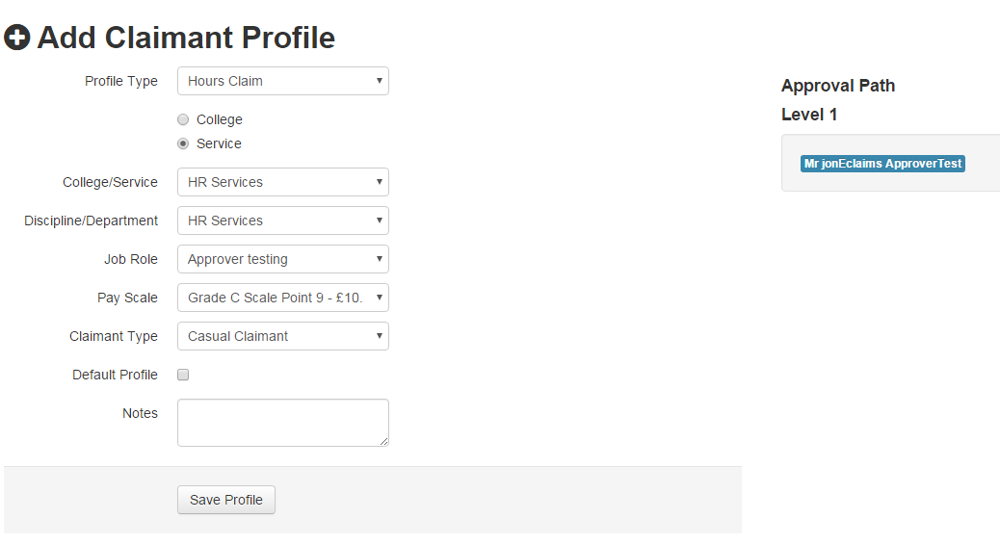 Add Claimant Profile
Profile Type Hours Claim
College
Service
College/Service HR Services
Discipline/Department HR Services
Job Role Approver testing
Pay Scale Grade C Scale Point 9 - £10.
Claimant Type Casual Claimant
Default Profile
Notes
Save Profile
Approval Path
Level 1
Mr jonEclaims ApproverTest